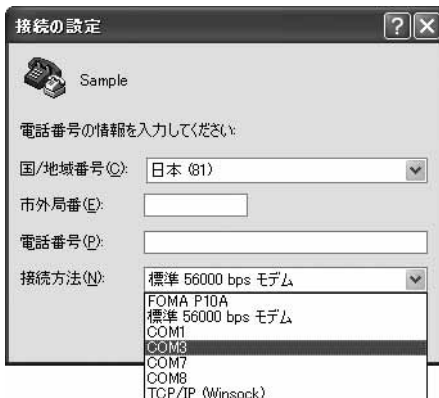 接続の設定
Sample
電話番号の情報を入力してください:
国/地域番号(C): 日本 (81)
市外局番(E):
電話番号(P):
接続方法(N): 標準 56000 bps モデム
FOMA P10A
標準 56000 bps モデム
COM1
COM3
COM7
COM8
TCP/IP (Winsock)